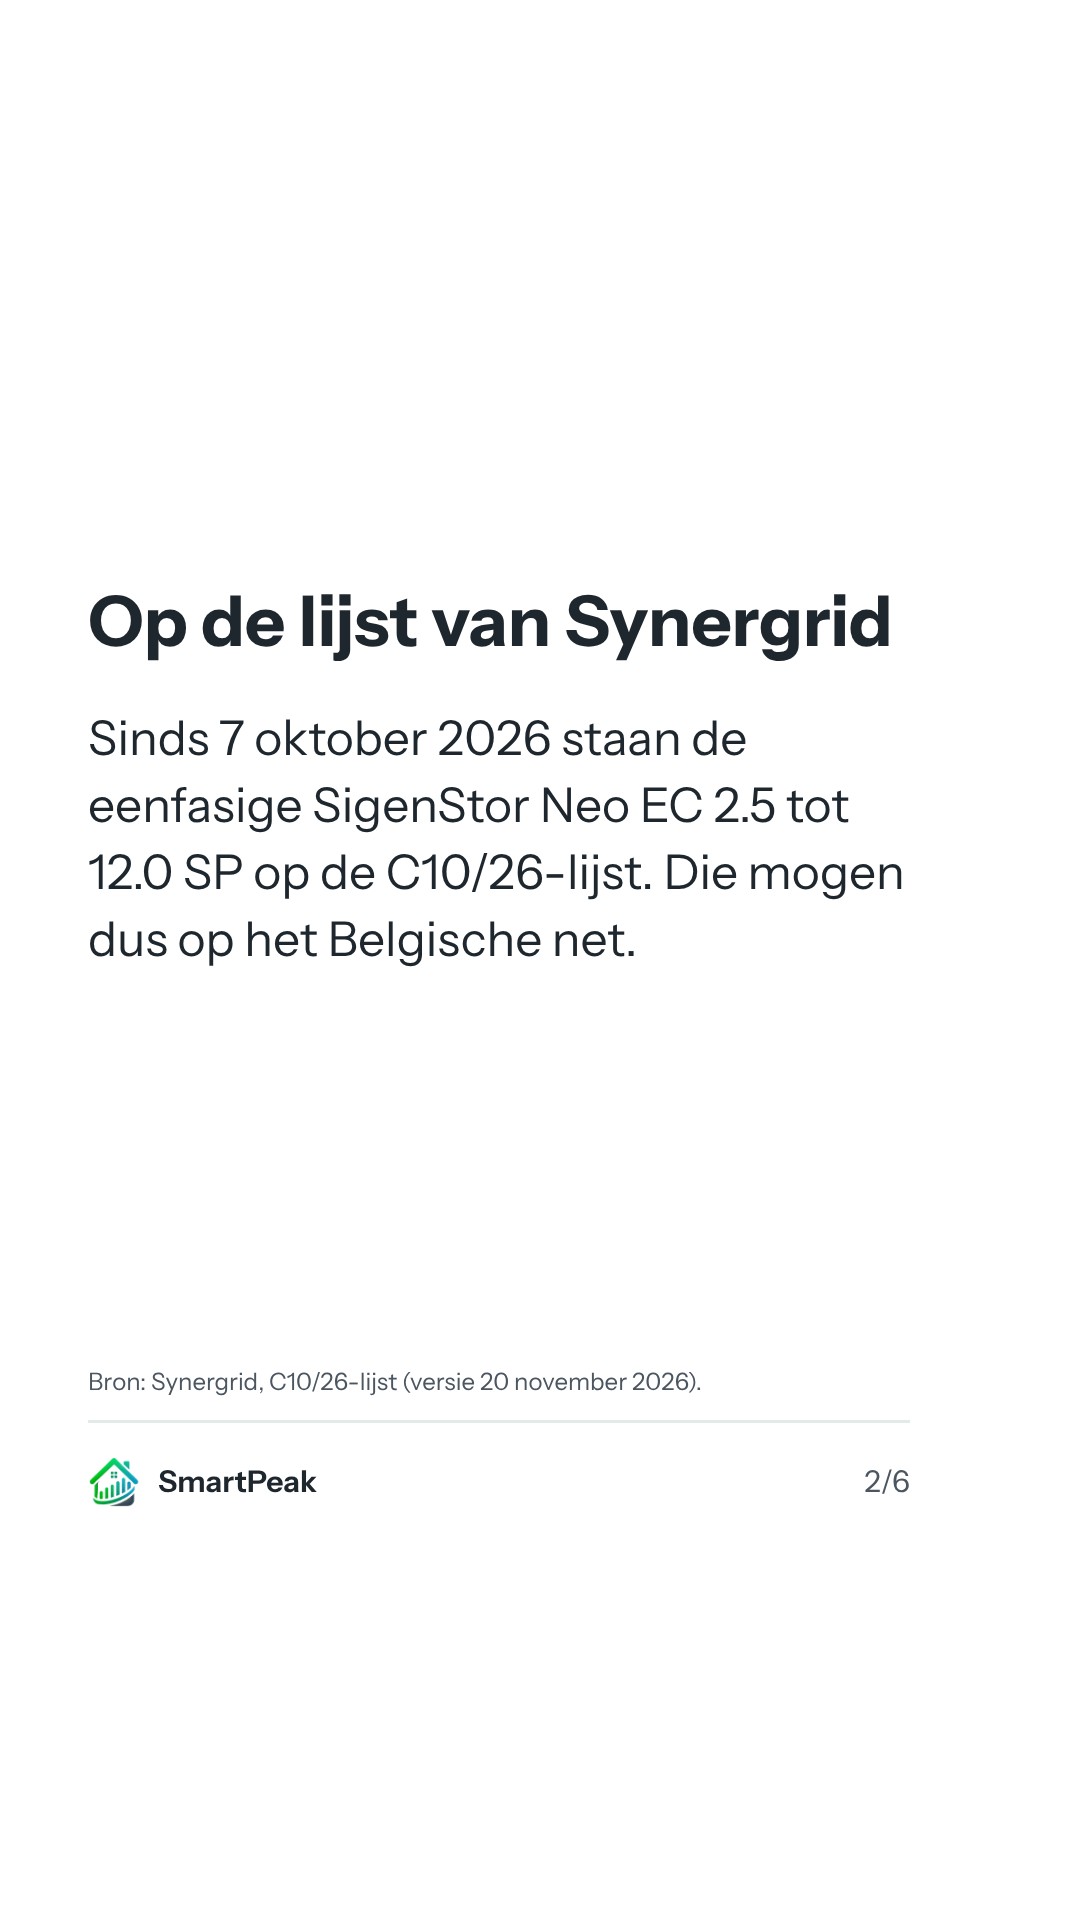 Op de lijst van Synergrid
Sinds 7 oktober 2026 staan de
eenfasige SigenStor Neo EC 2.5 tot
12.0 SP op de C10/26-lijst. Die mogen
dus op het Belgische net.
Bron: Synergrid, C10/26-lijst (versie 20 november 2026).
SmartPeak
2/6